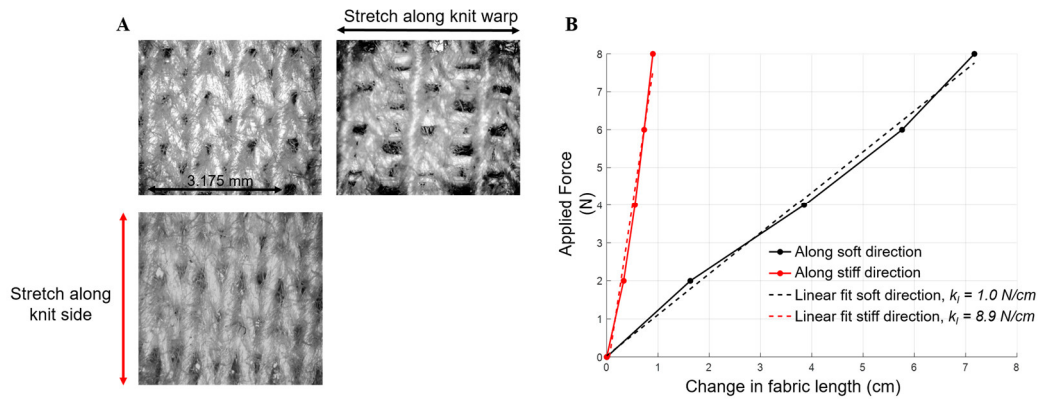 A
Stretch along knit warp
3.175 mm
Stretch along
knit side
B
Applied Force
(N)
8
7
6
5
4
3
2
1
0
0 1 2 3 4 5 6 7 8
Change in fabric length (cm)
Along soft direction
Along stiff direction
Linear fit soft direction, k_l = 1.0 N/cm
Linear fit stiff direction, k_l = 8.9 N/cm